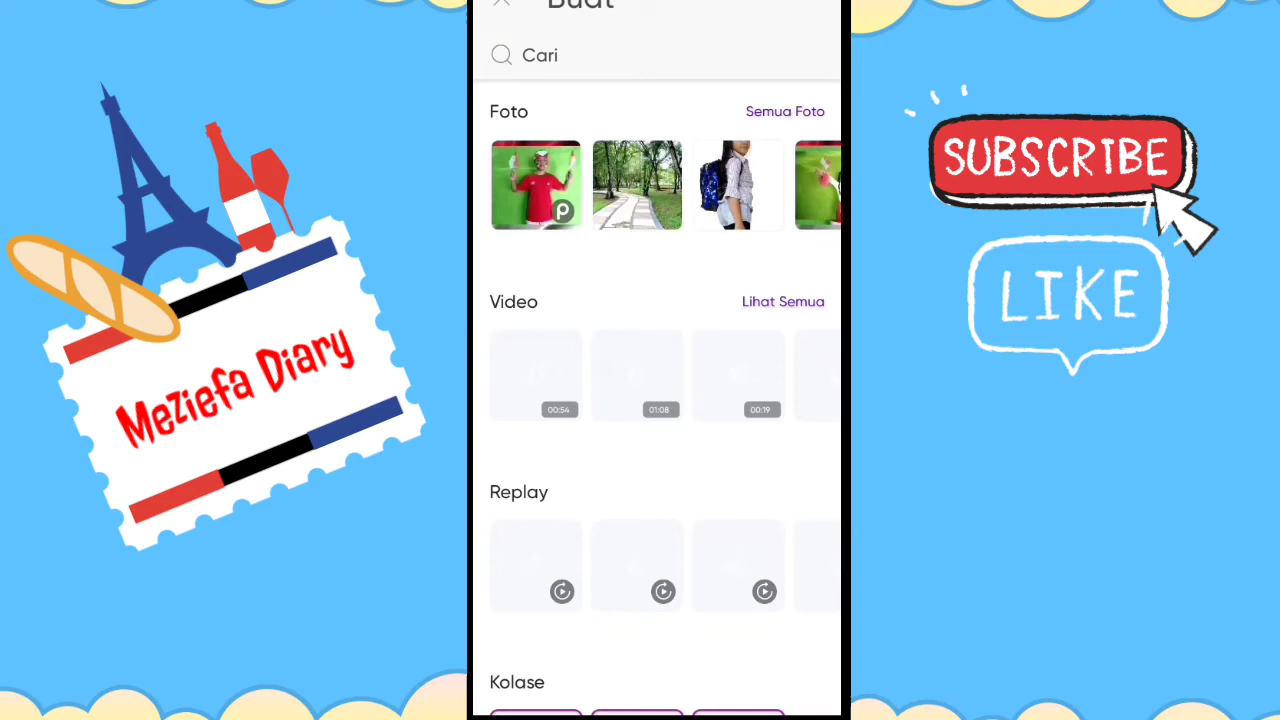 Buat
Cari
Foto
Semua Foto
Video
Lihat Semua
00:54
01:08
00:19
Replay
Kolase
Meziefa Diary
SUBSCRIBE
LIKE